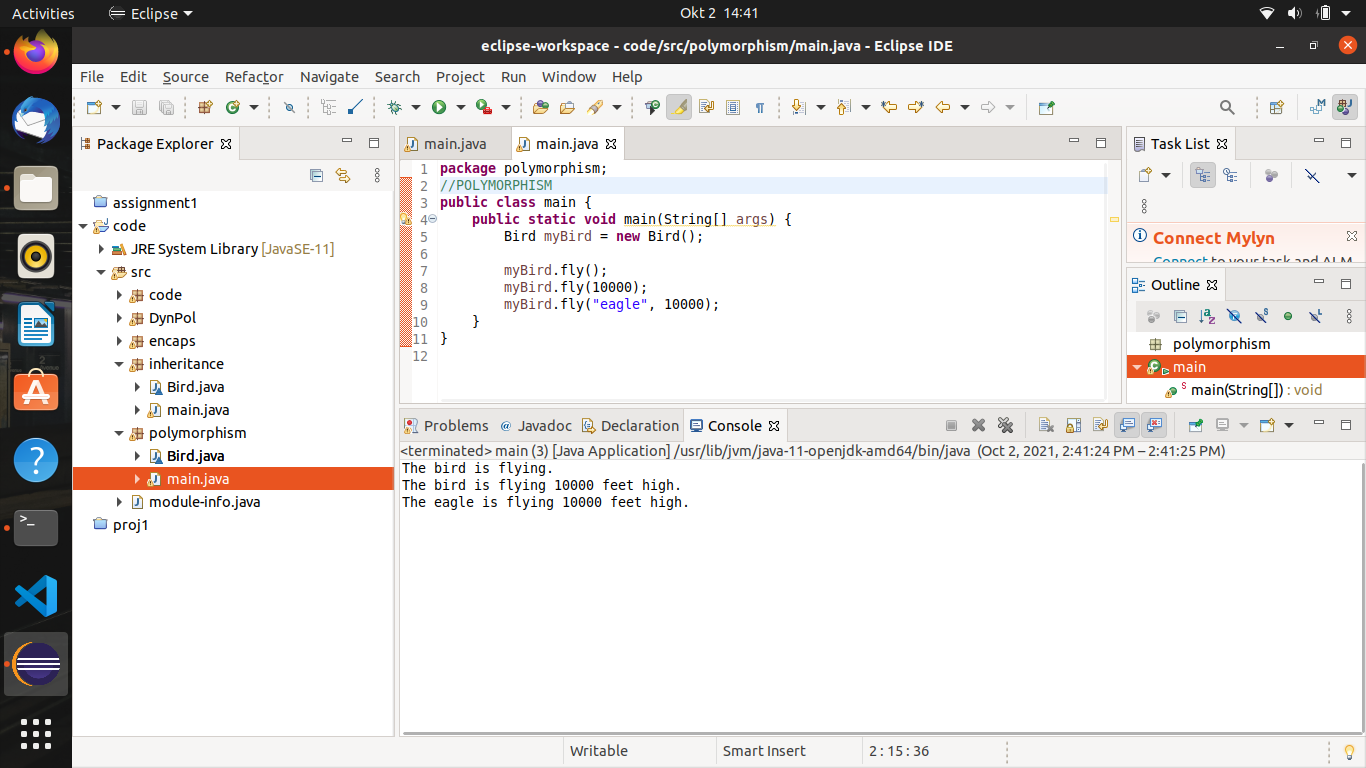 Activities
Eclipse
Okt 2 14:41
eclipse-workspace - code/src/polymorphism/main.java - Eclipse IDE
File Edit Source Refactor Navigate Search Project Run Window Help
Package Explorer
assignment1
code
JRE System Library [JavaSE-11]
src
code
DynPol
encaps
inheritance
Bird.java
main.java
polymorphism
Bird.java
main.java
module-info.java
proj1
main.java
main.java
1 package polymorphism;
2 //POLYMORPHISM
3 public class main {
4 public static void main(String[] args) {
5 Bird myBird = new Bird();
6
7 myBird.fly();
8 myBird.fly(10000);
9 myBird.fly("eagle", 10000);
10 }
11 }
12
Task List
Connect Mylyn
Connect to your task and ALM
Outline
polymorphism
main
main(String[]) : void
Problems
Javadoc
Declaration
Console
<terminated> main (3) [Java Application] /usr/lib/jvm/java-11-openjdk-amd64/bin/java (Oct 2, 2021, 2:41:24 PM – 2:41:25 PM)
The bird is flying.
The bird is flying 10000 feet high.
The eagle is flying 10000 feet high.
Writable
Smart Insert
2 : 15 : 36